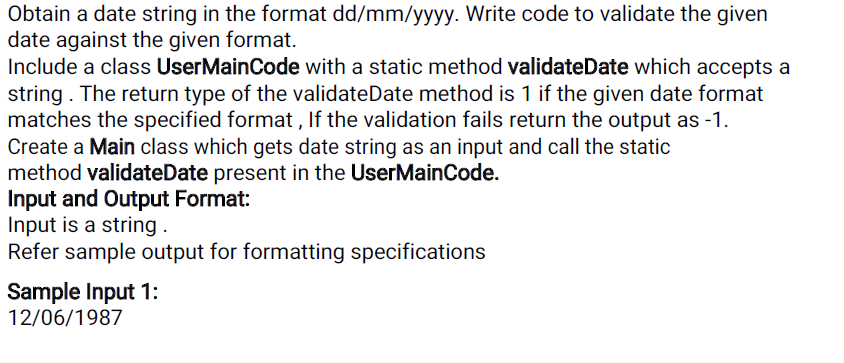 Obtain a date string in the format dd/mm/yyyy. Write code to validate the given
date against the given format.
Include a class UserMainCode with a static method validateDate which accepts a
string . The return type of the validateDate method is 1 if the given date format
matches the specified format , If the validation fails return the output as -1.
Create a Main class which gets date string as an input and call the static
method validateDate present in the UserMainCode.
Input and Output Format:
Input is a string .
Refer sample output for formatting specifications
Sample Input 1:
12/06/1987